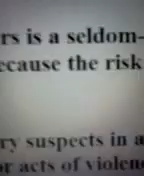 rs is a seldom-
ecause the risk
ry suspects in a
or acts of violen